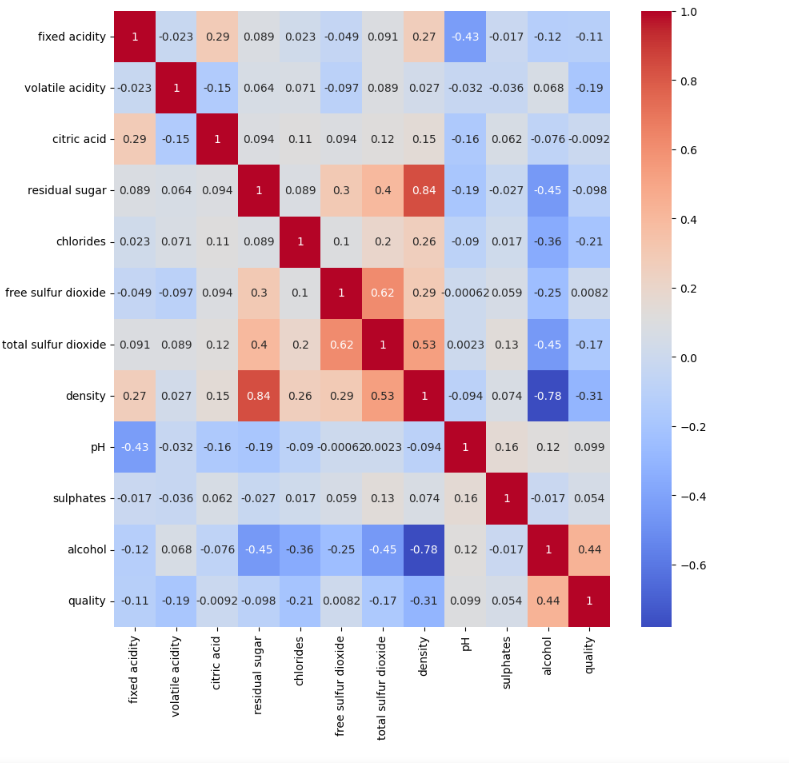 fixed acidity 1 -0.023 0.29 0.089 0.023 -0.049 0.091 0.27 -0.43 -0.017 -0.12 -0.11
volatile acidity -0.023 1 -0.15 0.064 0.071 -0.097 0.089 0.027 -0.032 -0.036 0.068 -0.19
citric acid 0.29 -0.15 1 0.094 0.11 0.094 0.12 0.15 -0.16 0.062 -0.076 -0.0092
residual sugar 0.089 0.064 0.094 1 0.089 0.3 0.4 0.84 -0.19 -0.027 -0.45 -0.098
chlorides 0.023 0.071 0.11 0.089 1 0.1 0.2 0.26 -0.09 0.017 -0.36 -0.21
free sulfur dioxide -0.049 -0.097 0.094 0.3 0.1 1 0.62 0.29 -0.00062 0.059 -0.25 0.0082
total sulfur dioxide 0.091 0.089 0.12 0.4 0.2 0.62 1 0.53 0.0023 0.13 -0.45 -0.17
density 0.27 0.027 0.15 0.84 0.26 0.29 0.53 1 -0.094 0.074 -0.78 -0.31
pH -0.43 -0.032 -0.16 -0.19 -0.09 -0.00062 0.0023 -0.094 1 0.16 0.12 0.099
sulphates -0.017 -0.036 0.062 -0.027 0.017 0.059 0.13 0.074 0.16 1 -0.017 0.054
alcohol -0.12 0.068 -0.076 -0.45 -0.36 -0.25 -0.45 -0.78 0.12 -0.017 1 0.44
quality -0.11 -0.19 -0.0092 -0.098 -0.21 0.0082 -0.17 -0.31 0.099 0.054 0.44 1
fixed acidity
volatile acidity
citric acid
residual sugar
chlorides
free sulfur dioxide
total sulfur dioxide
density
pH
sulphates
alcohol
quality
1.0
0.8
0.6
0.4
0.2
0.0
−0.2
−0.4
−0.6